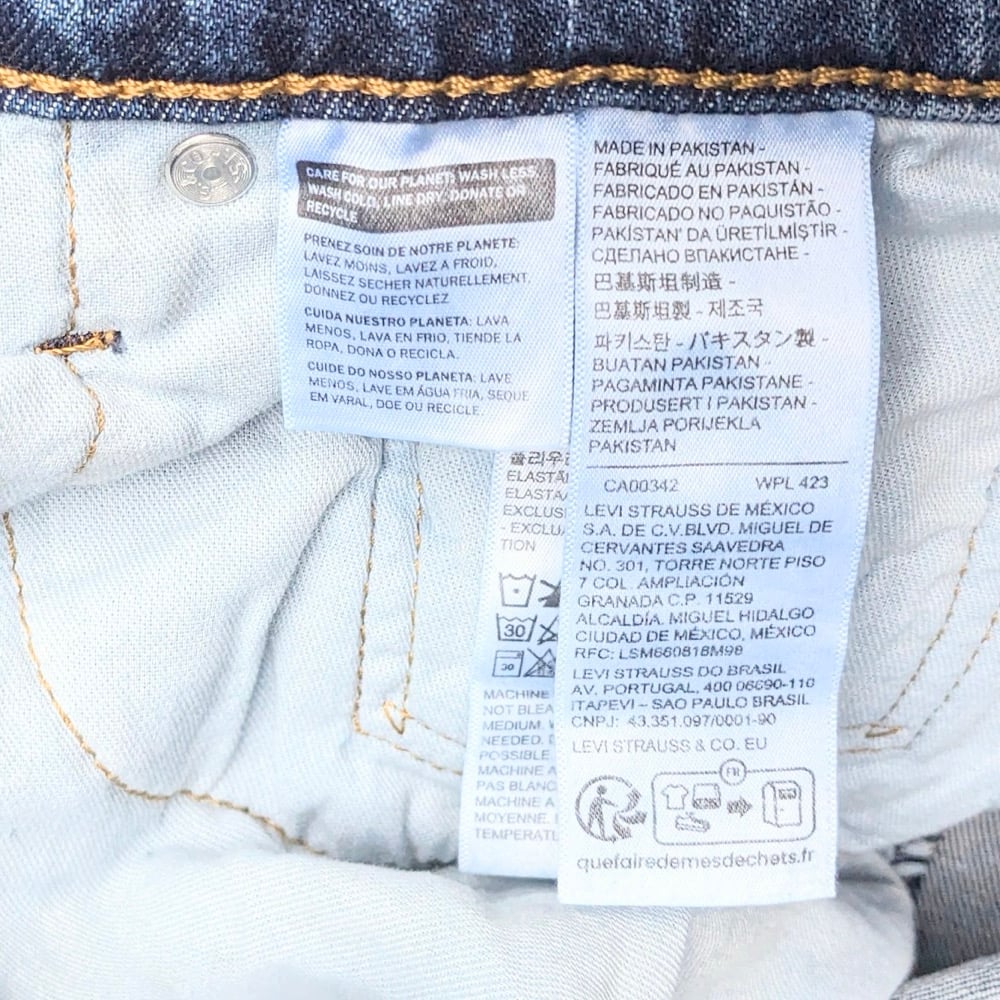 CARE FOR OUR PLANET: WASH LESS,
WASH COLD, LINE DRY, DONATE OR
RECYCLE
PRENEZ SOIN DE NOTRE PLANETE:
LAVEZ MOINS, LAVEZ A FROID,
LAISSEZ SECHER NATURELLEMENT,
DONNEZ OU RECYCLEZ
CUIDA NUESTRO PLANETA: LAVA
MENOS, LAVA EN FRIO, TIENDE LA
ROPA, DONA O RECICLA.
CUIDE DO NOSSO PLANETA: LAVE
MENOS, LAVE EM ÁGUA FRIA, SEQUE
EM VARAL, DOE OU RECICLE.
ELASTA
EXCLUS
- EXCLU
TION
30
30
MACHINE
NOT BLEA
MEDIUM.
NEEDED.
POSSIBLE
MACHINE A
PAS BLANC
MACHINE A
MOYENNE.
TEMPERATU
MADE IN PAKISTAN -
FABRIQUÉ AU PAKISTAN -
FABRICADO EN PAKISTÁN -
FABRICADO NO PAQUISTÃO -
PAKİSTAN' DA ÜRETİLMİŞTİR -
СДЕЛАНО ВПАКИСТАНЕ -
巴基斯坦制造 -
巴基斯坦製 - 제조국
파키스탄 - パキスタン製 -
BUATAN PAKISTAN -
PAGAMINTA PAKISTANE -
PRODUSERT I PAKISTAN -
ZEMLJA PORIJEKLA
PAKISTAN
CA00342 WPL 423
LEVI STRAUSS DE MÉXICO
S.A. DE C.V.BLVD. MIGUEL DE
CERVANTES SAAVEDRA
NO. 301, TORRE NORTE PISO
7 COL. AMPLIACIÓN
GRANADA C.P. 11529
ALCALDÍA. MIGUEL HIDALGO
CIUDAD DE MÉXICO, MÉXICO
RFC: LSM660818M98
LEVI STRAUSS DO BRASIL
AV. PORTUGAL, 400 06690-110
ITAPEVI – SAO PAULO BRASIL
CNPJ: 43.351.097/0001-90
LEVI STRAUSS & CO. EU
FR
quefairedemesdechets.fr